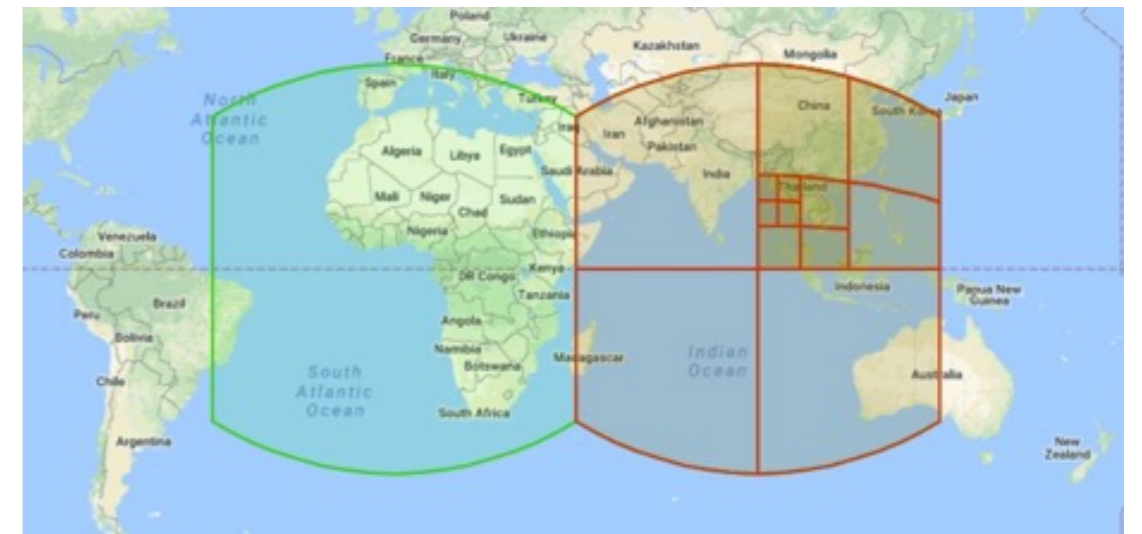 Poland
Germany
Ukraine
France
Kazakhstan
Mongolia
Spain
Italy
Turkey
North
Atlantic
Ocean
China
South Korea
Japan
Iraq
Iran
Afghanistan
Pakistan
Algeria
Libya
Egypt
Saudi Arabia
India
Thailand
Mali
Niger
Chad
Sudan
Nigeria
Ethiopia
Venezuela
Colombia
DR Congo
Kenya
Tanzania
Indonesia
Papua New
Guinea
Brazil
Peru
Bolivia
Angola
Namibia
Botswana
Madagascar
Indian
Ocean
Chile
South
Atlantic
Ocean
South Africa
Australia
Argentina
New
Zealand